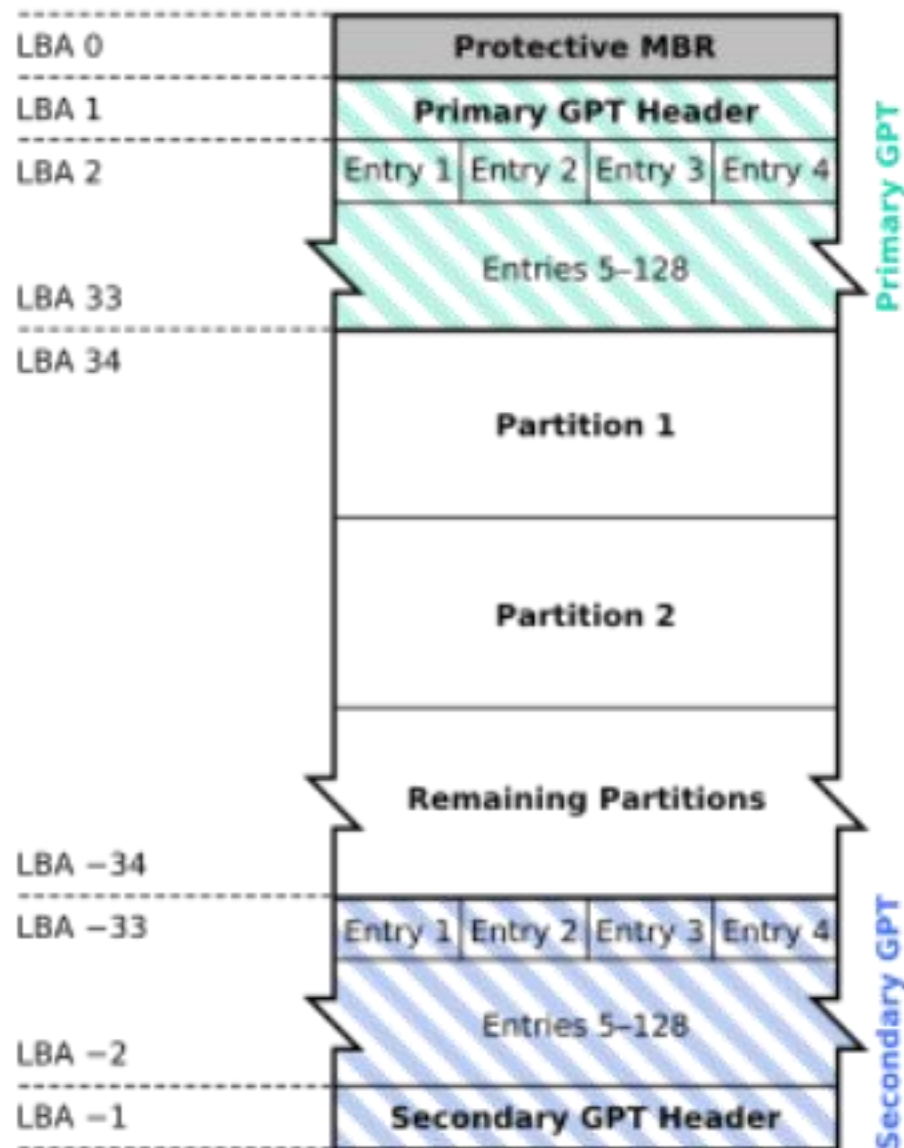 LBA 0
Protective MBR
LBA 1
Primary GPT Header
LBA 2
Entry 1 Entry 2 Entry 3 Entry 4
Entries 5–128
LBA 33
Primary GPT
LBA 34
Partition 1
Partition 2
Remaining Partitions
LBA −34
LBA −33
Entry 1 Entry 2 Entry 3 Entry 4
Entries 5–128
LBA −2
LBA −1
Secondary GPT Header
Secondary GPT